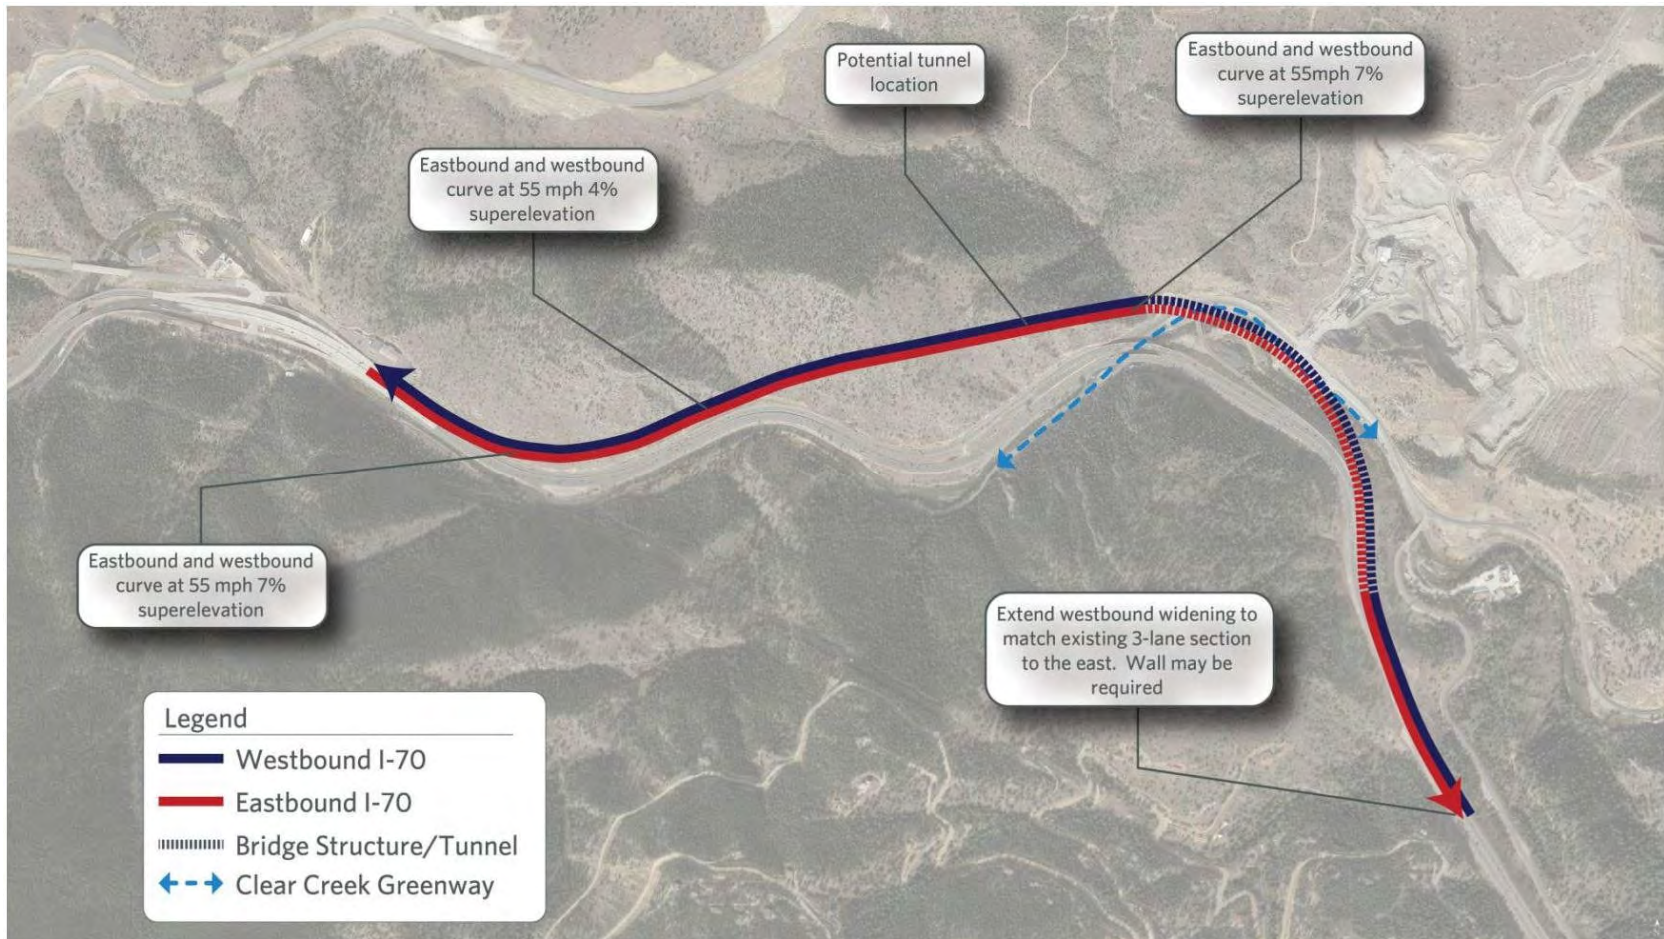 Potential tunnel
location
Eastbound and westbound
curve at 55mph 7%
superelevation
Eastbound and westbound
curve at 55 mph 4%
superelevation
Eastbound and westbound
curve at 55 mph 7%
superelevation
Extend westbound widening to
match existing 3-lane section
to the east.  Wall may be
required
Legend
Westbound I-70
Eastbound I-70
Bridge Structure/Tunnel
Clear Creek Greenway